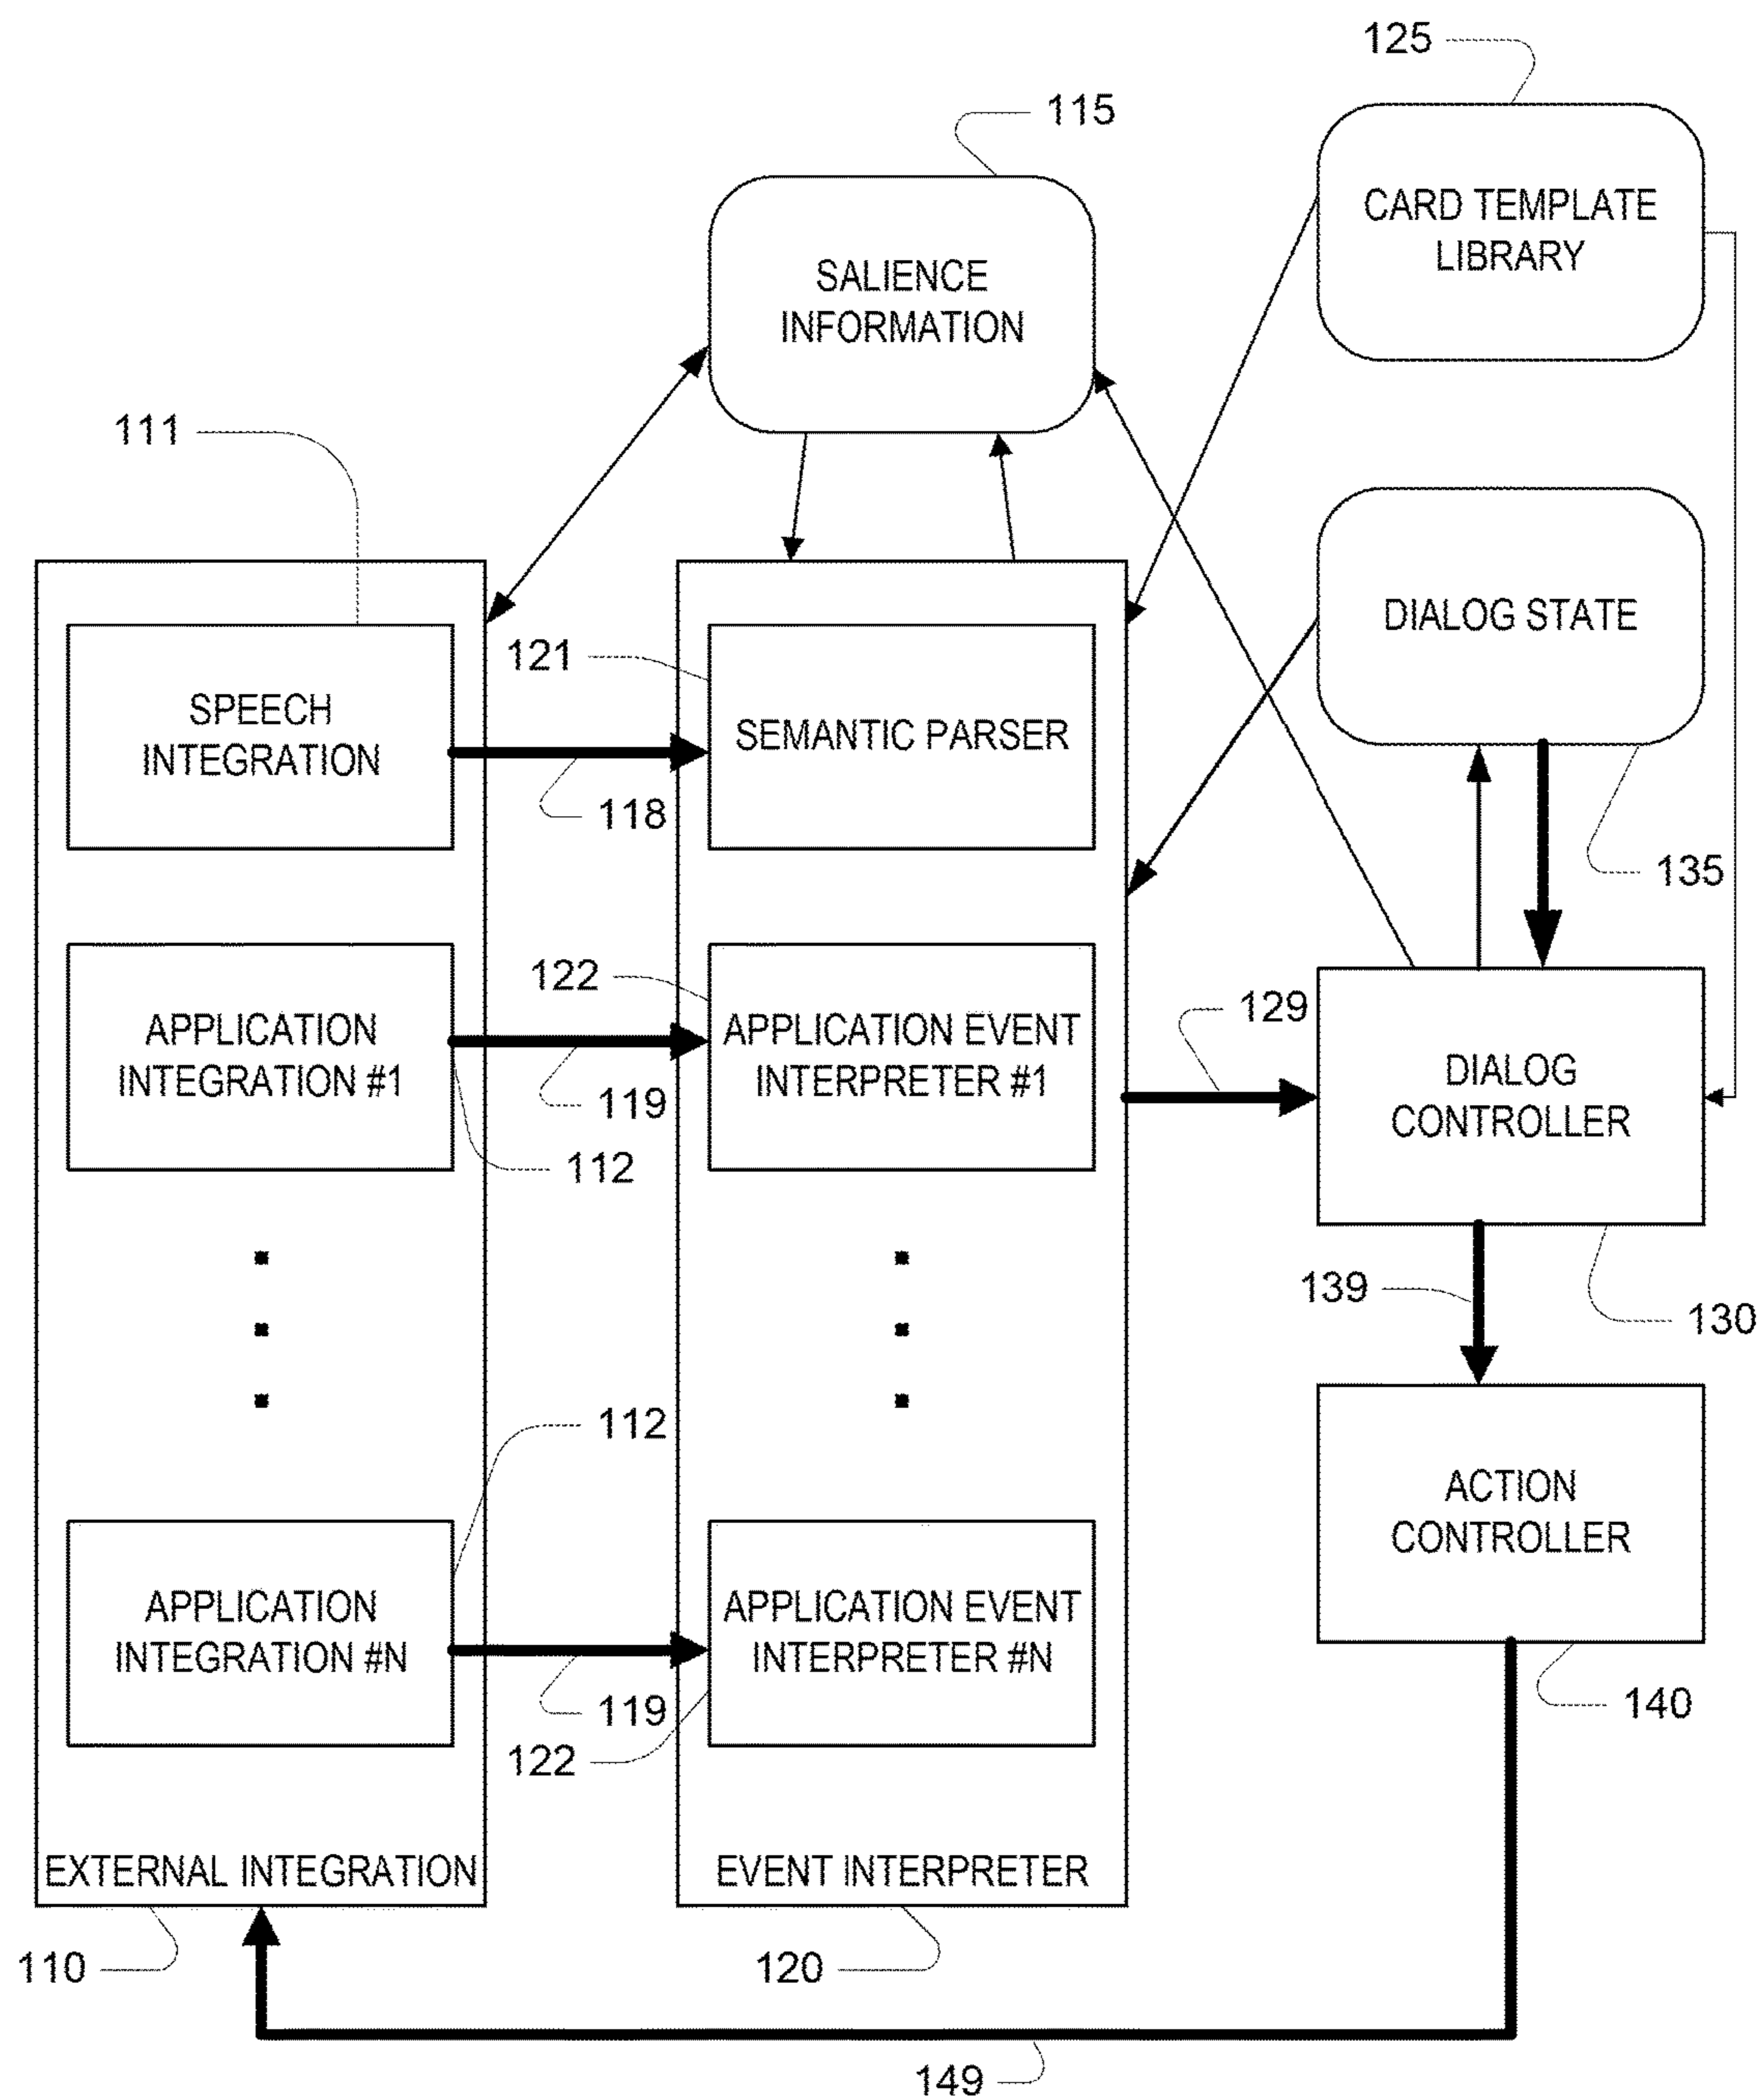 125
115
CARD TEMPLATE
LIBRARY
SALIENCE
INFORMATION
111
121
SPEECH
INTEGRATION
SEMANTIC PARSER
DIALOG STATE
118
135
122
129
APPLICATION
INTEGRATION #1
APPLICATION EVENT
INTERPRETER #1
DIALOG
CONTROLLER
119
112
139
130
112
ACTION
CONTROLLER
APPLICATION
INTEGRATION #N
APPLICATION EVENT
INTERPRETER #N
119
140
122
EXTERNAL INTEGRATION
EVENT INTERPRETER
110
120
149